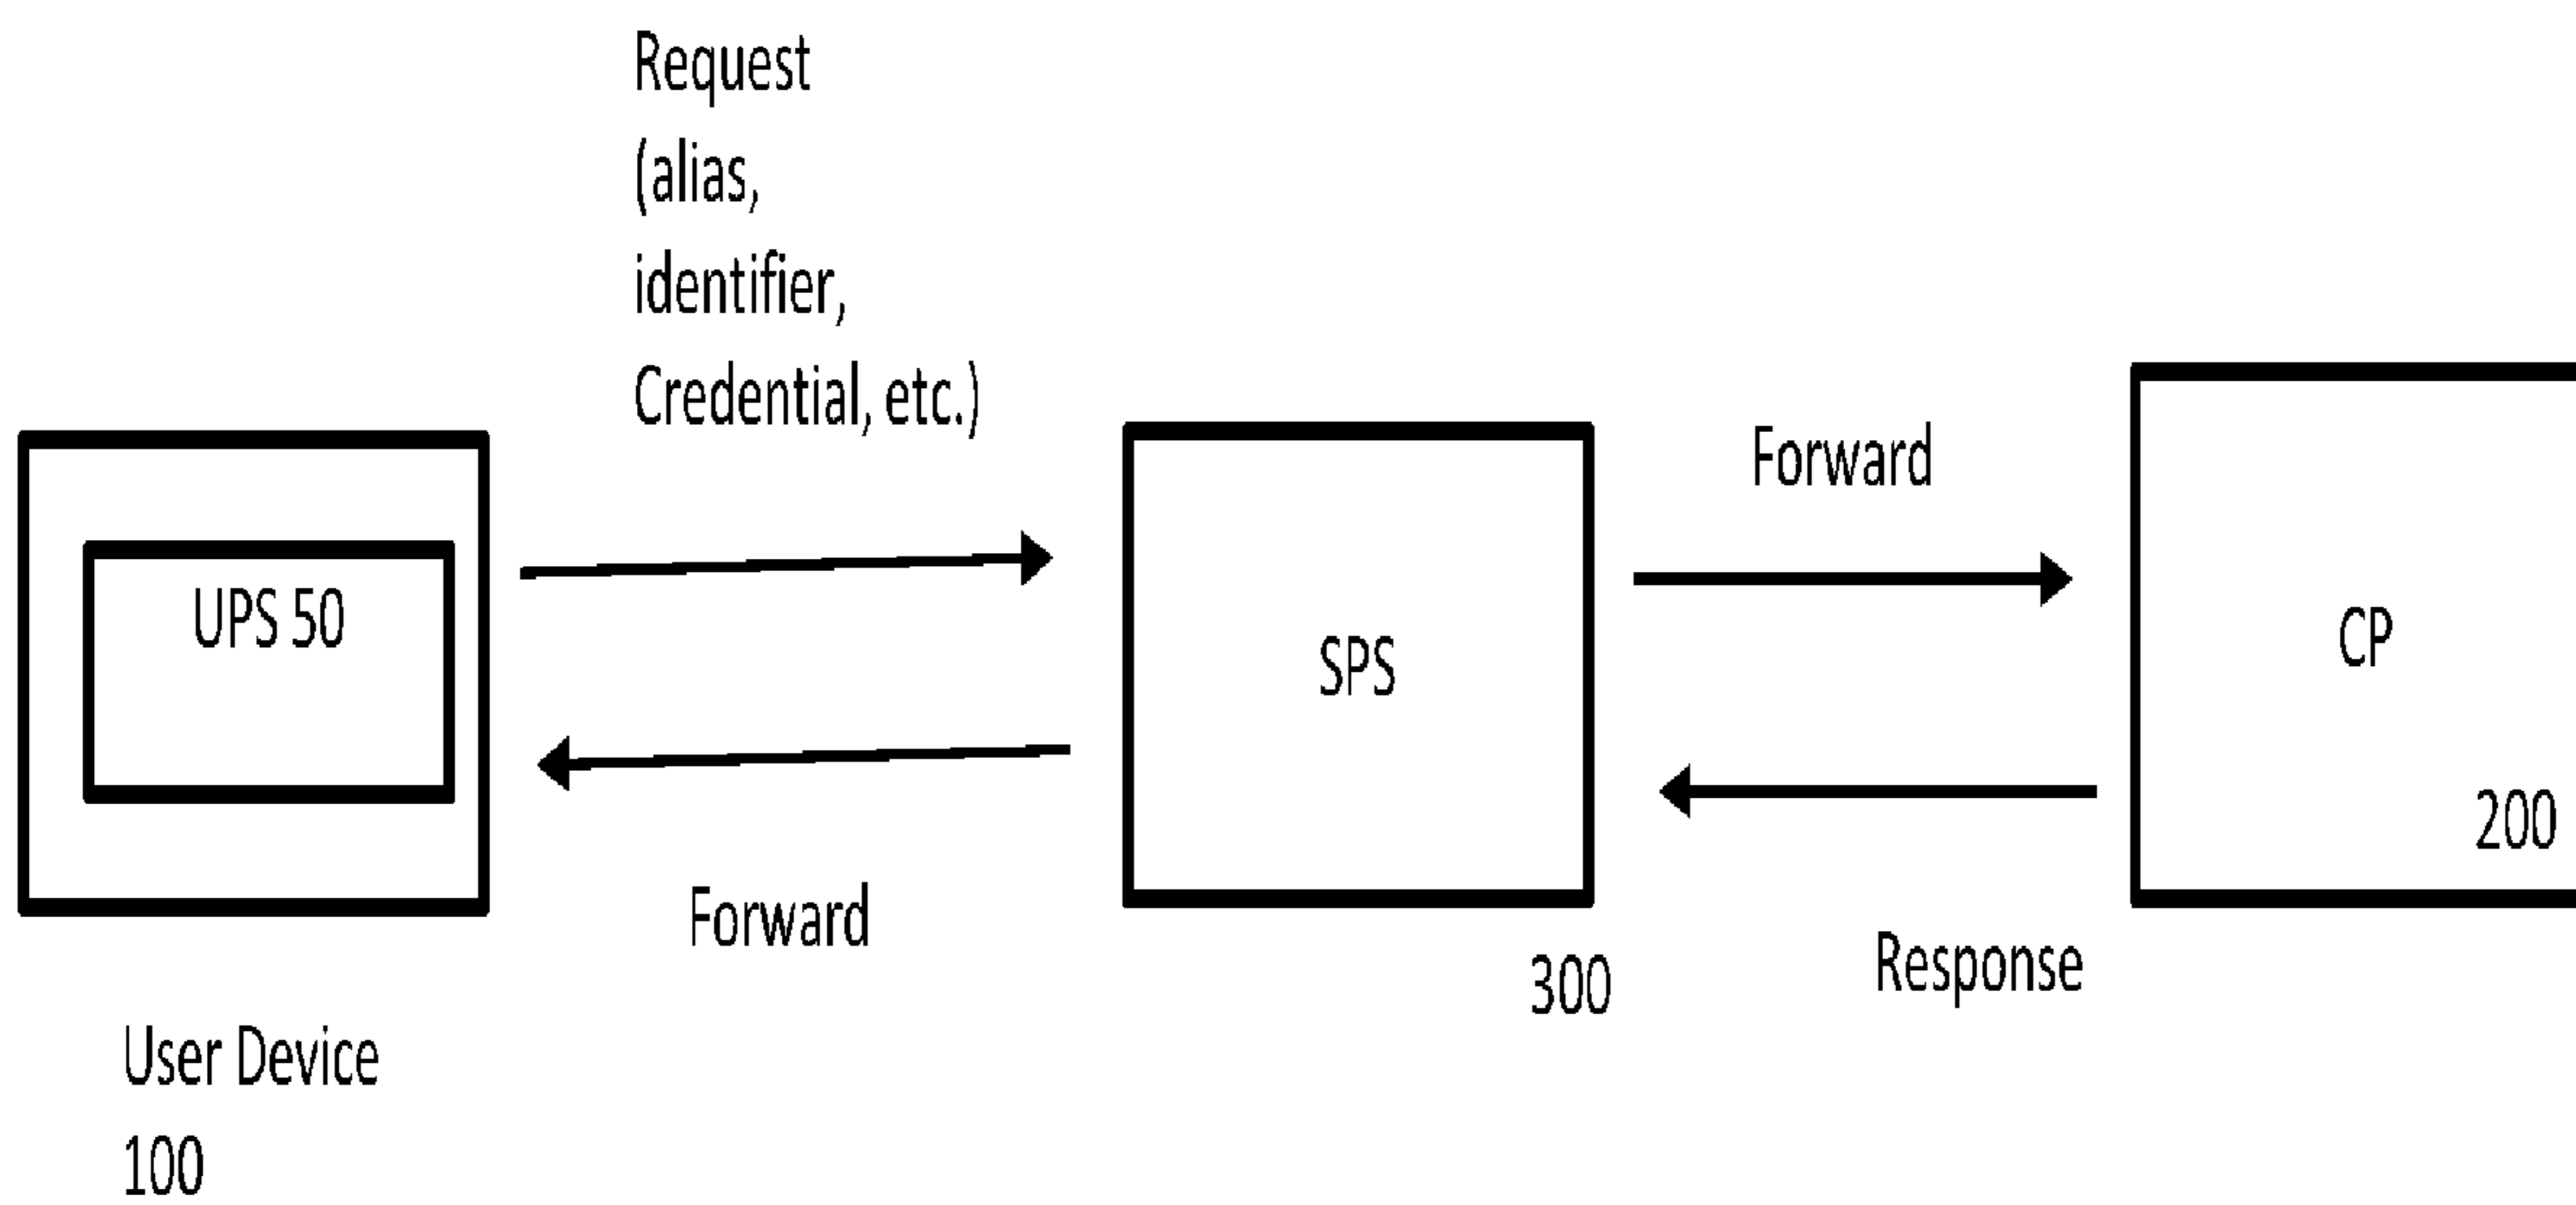 Request
(alias,
identifier,
Credential, etc.)
UPS 50
User Device
100
Forward
SPS
300
Forward
Response
CP
200